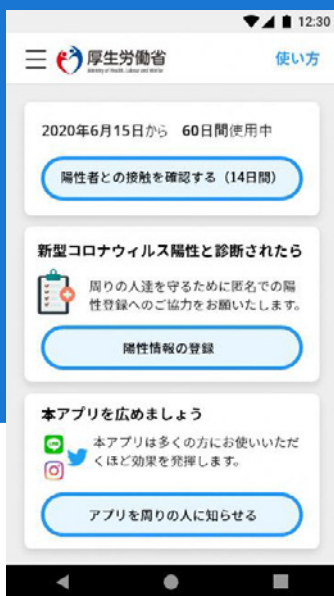 12:30
厚生労働省
Ministry of Health, Labour and Welfare
使い方
2020年6月15日から 60日間使用中
陽性者との接触を確認する（14日間）
新型コロナウィルス陽性と診断されたら
周りの人達を守るために匿名での陽
性登録へのご協力をお願いいたします。
陽性情報の登録
本アプリを広めましょう
本アプリは多くの方にお使いいただ
くほど効果を発揮します。
アプリを周りの人に知らせる